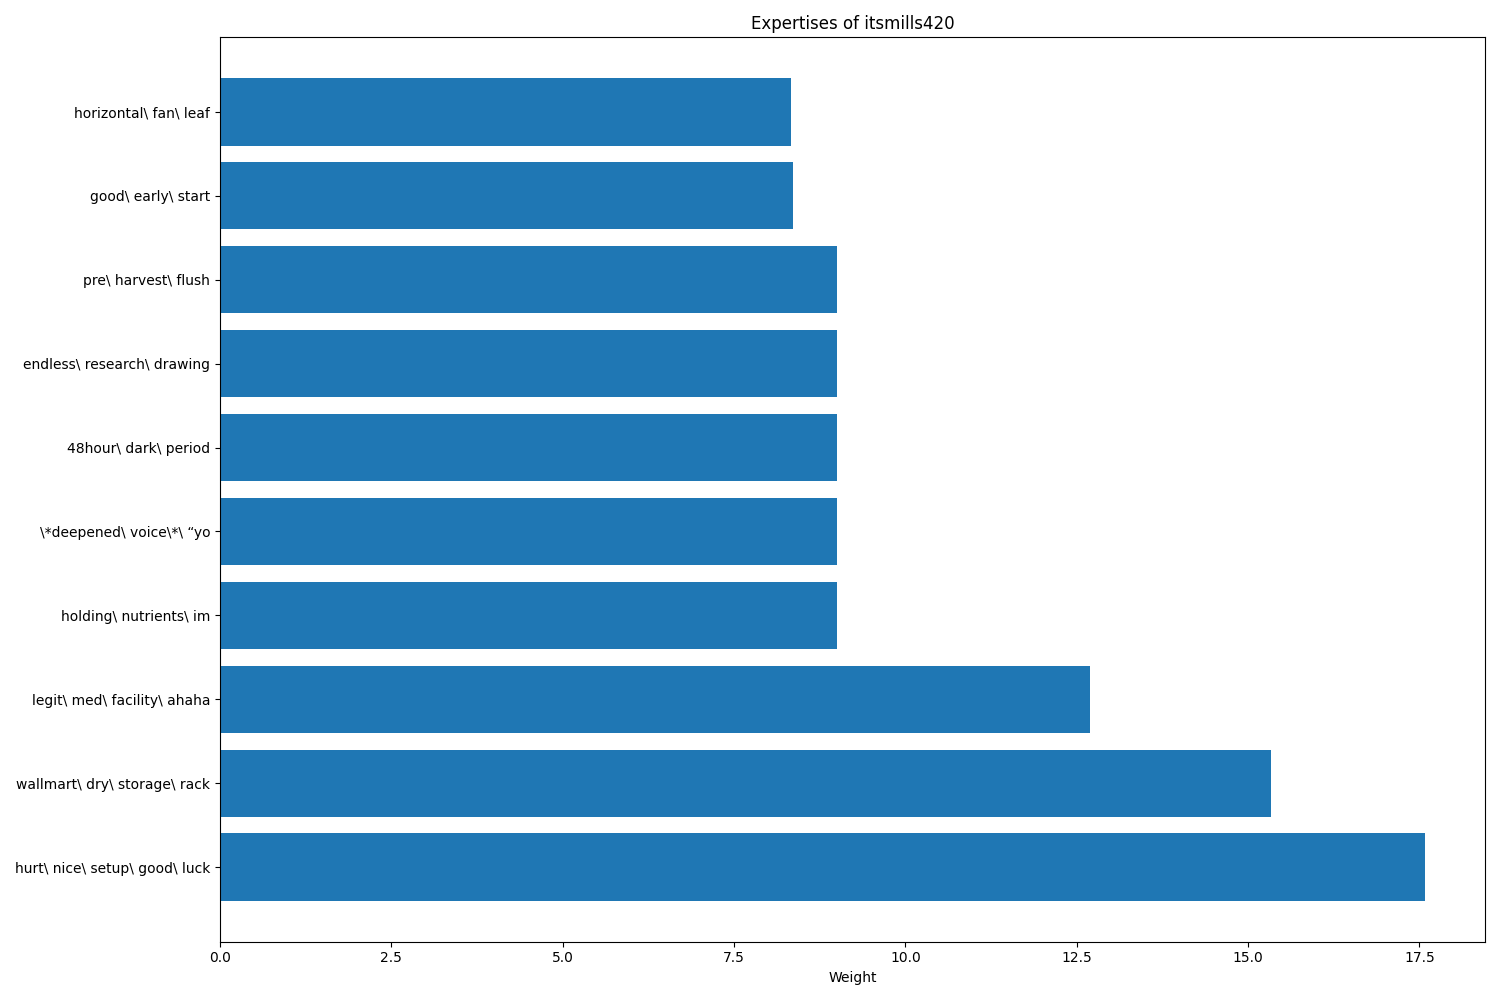 Expertises of itsmills420
horizontal\ fan\ leaf
good\ early\ start
pre\ harvest\ flush
endless\ research\ drawing
48hour\ dark\ period
\*deepened\ voice\*\ “yo
holding\ nutrients\ im
legit\ med\ facility\ ahaha
wallmart\ dry\ storage\ rack
hurt\ nice\ setup\ good\ luck
0.0 2.5 5.0 7.5 10.0 12.5 15.0 17.5
Weight